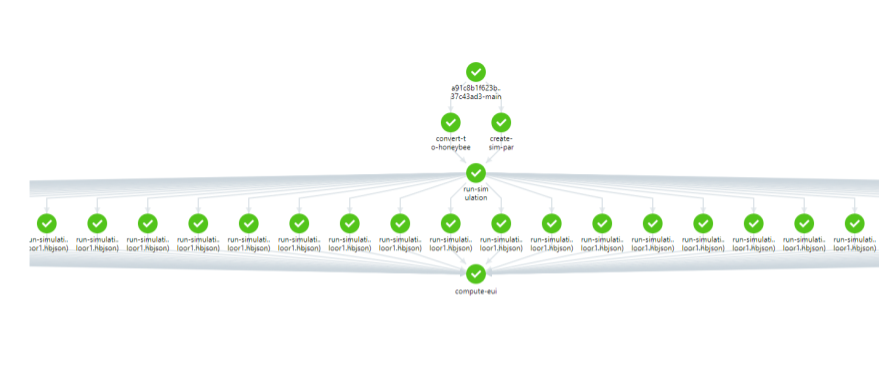 a91c8b1f623b..
37c43ad3-main
convert-t
o-honeybee
create-
sim-par
run-sim
ulation
un-simulati.. run-simulati.. run-simulati.. run-simulati.. run-simulati.. run-simulati.. run-simulati.. run-simulati.. run-simulati.. run-simulati.. run-simulati.. run-simulati.. run-simulati.. run-simulati.. run-simulati.. run-simulati.. run-simulati..
oor1.hbjson) loor1.hbjson) loor1.hbjson) loor1.hbjson) loor1.hbjson) loor1.hbjson) loor1.hbjson) loor1.hbjson) loor1.hbjson) loor1.hbjson) loor1.hbjson) loor1.hbjson) loor1.hbjson) loor1.hbjson) loor1.hbjson) loor1.hbjson) loor1.hbjson)
compute-eui